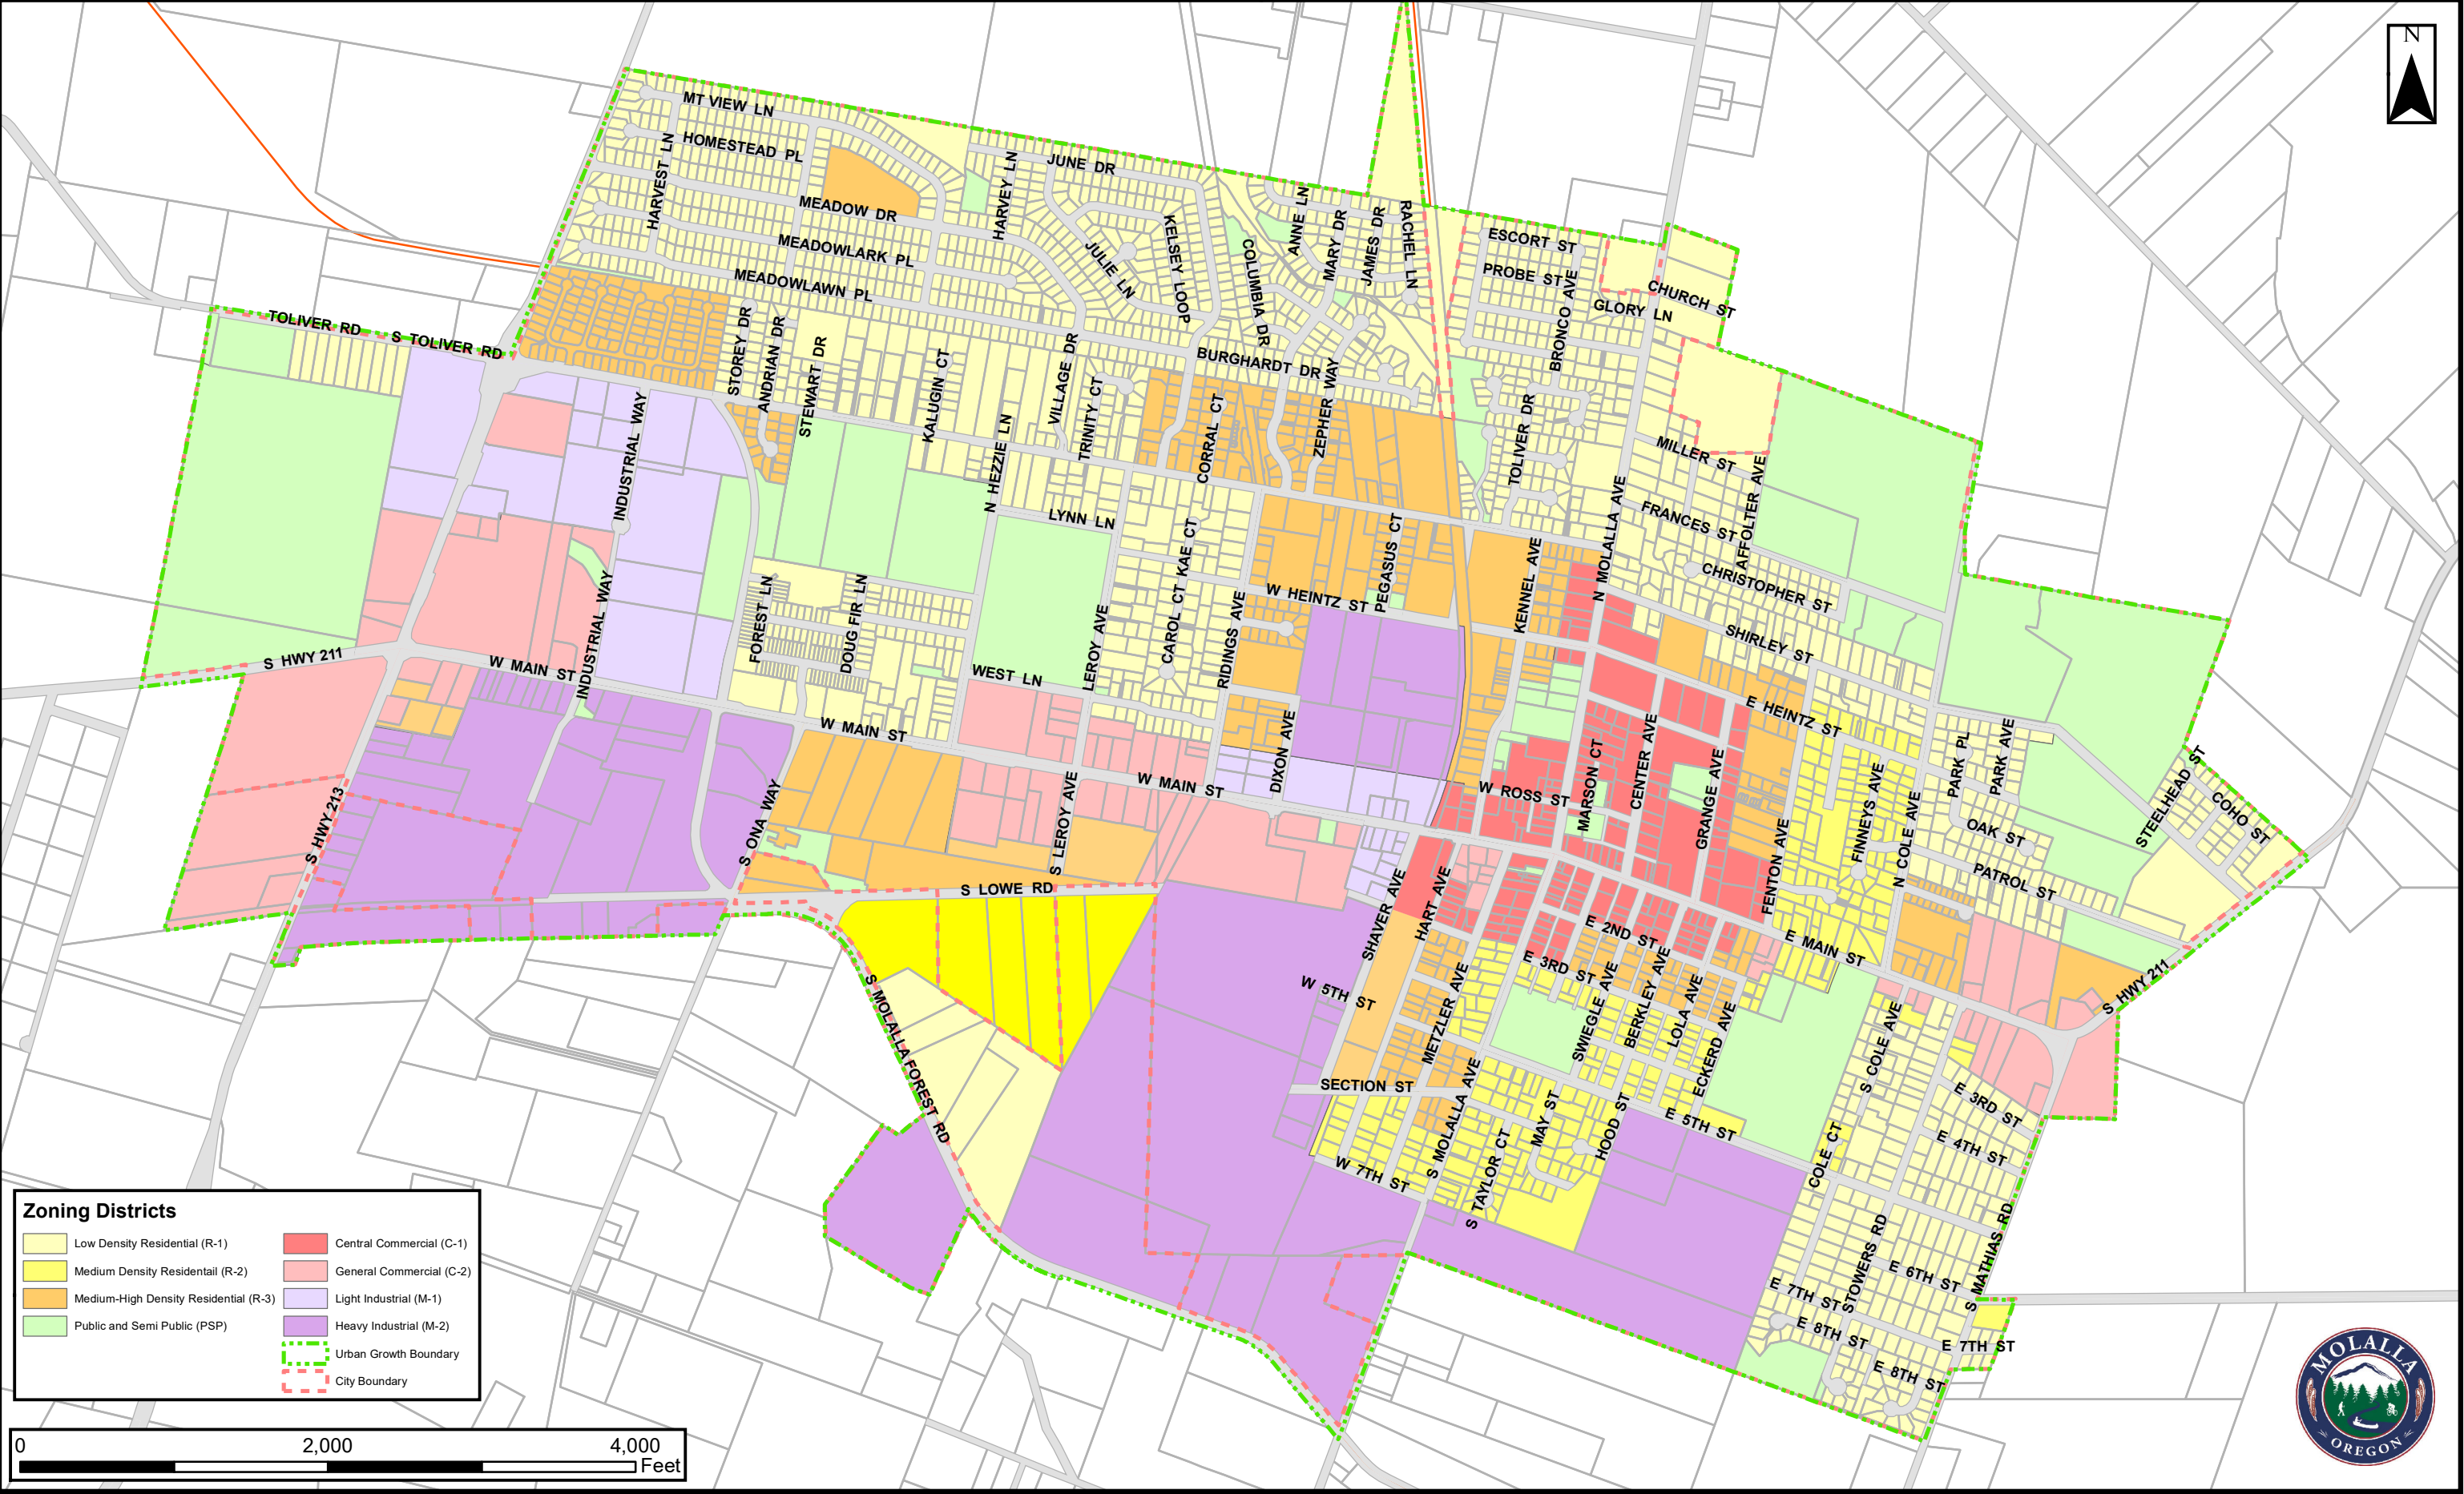 N
MT VIEW LN
HOMESTEAD PL
HARVEST LN
MEADOW DR
MEADOWLARK PL
MEADOWLAWN PL
HARVEY LN
JUNE DR
JULIE LN
KELSEY LOOP
COLUMBIA DR
ANNE LN
MARY DR
JAMES DR
RACHEL LN
ESCORT ST
PROBE ST
BRONCO AVE
GLORY LN
CHURCH ST
TOLIVER RD
S TOLIVER RD
STOREY DR
ANDRIAN DR
STEWART DR
KALUGIN CT
VILLAGE DR
TRINITY CT
BURGHARDT DR
ZEPHER WAY
CORRAL CT
TOLIVER DR
MILLER ST
INDUSTRIAL WAY
N HEZZIE LN
LYNN LN
KAE CT
PEGASUS CT
N MOLALLA AVE
FRANCES ST
AFFOLTER AVE
CHRISTOPHER ST
KENNEL AVE
W HEINTZ ST
INDUSTRIAL WAY
FOREST LN
DOUG FIR LN
LEROY AVE
CAROL CT
RIDINGS AVE
SHIRLEY ST
S HWY 211
W MAIN ST
WEST LN
E HEINTZ ST
W MAIN ST
DIXON AVE
MARSON CT
CENTER AVE
GRANGE AVE
PARK PL
PARK AVE
STEELHEAD ST
COHO ST
S HWY 213
S ONA WAY
S LEROY AVE
W MAIN ST
W ROSS ST
FENTON AVE
FINNEYS AVE
N COLE AVE
OAK ST
PATROL ST
S LOWE RD
SHAVER AVE
HART AVE
E 2ND ST
E MAIN ST
E 3RD ST
S HWY 211
S MOLALLA FOREST RD
W 5TH ST
METZLER AVE
SWIEGLE AVE
BERKLEY AVE
LOLA AVE
ECKERD AVE
S COLE AVE
SECTION ST
S MOLALLA AVE
MAY ST
HOOD ST
E 5TH ST
COLE CT
E 3RD ST
E 4TH ST
W 7TH ST
S TAYLOR CT
STOWERS RD
E 6TH ST
S MATHIAS RD
E 7TH ST
E 8TH ST
E 7TH ST
E 8TH ST
Zoning Districts
Low Density Residential (R-1)
Medium Density Residentail (R-2)
Medium-High Density Residential (R-3)
Public and Semi Public (PSP)
Central Commercial (C-1)
General Commercial (C-2)
Light Industrial (M-1)
Heavy Industrial (M-2)
Urban Growth Boundary
City Boundary
0 2,000 4,000
Feet
MOLALLA
OREGON